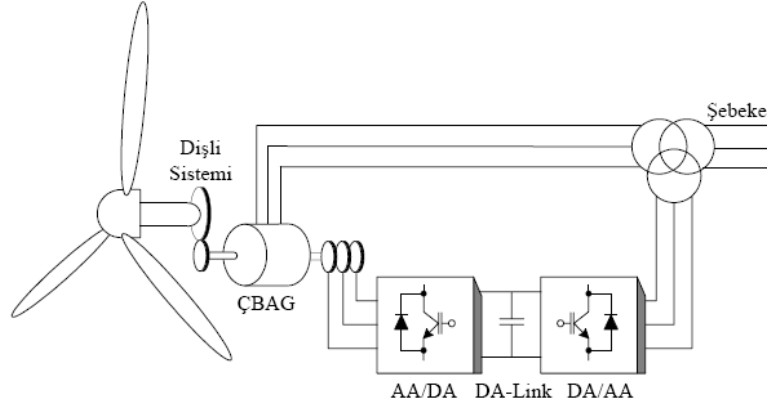 Şebeke
Dişli
Sistemi
ÇBAG
AA/DA
DA-Link
DA/AA